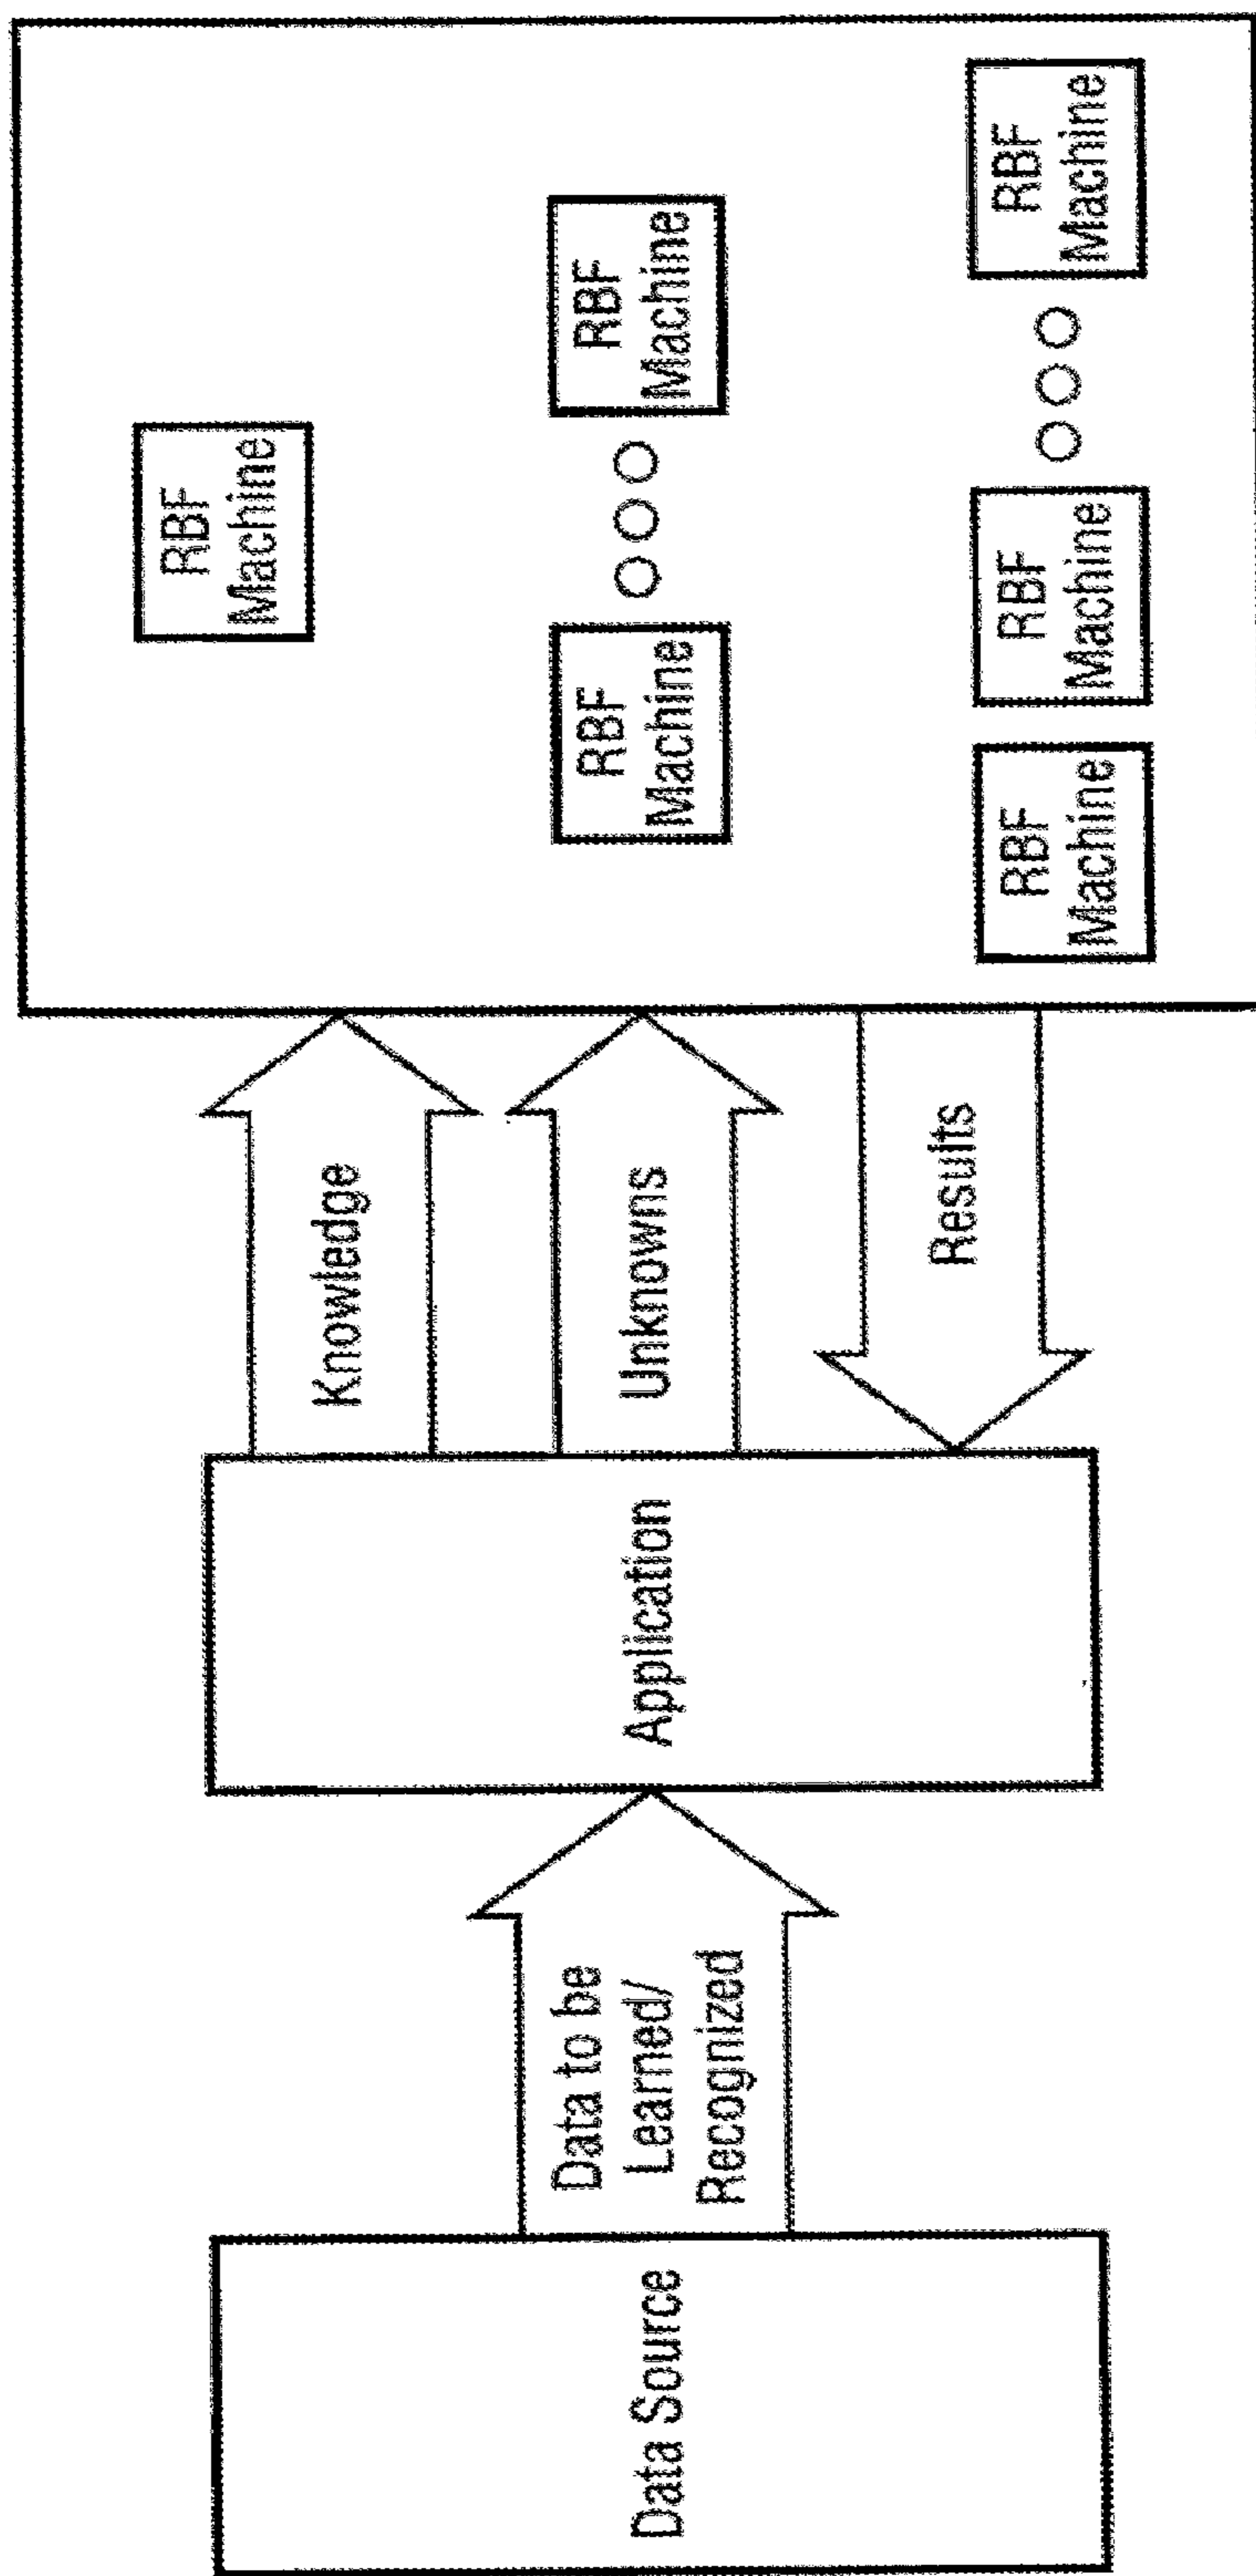 Data Source
Data to be
Learned/
Recognized
Application
Knowledge
Unknowns
Results
RBF
Machine
RBF
Machine
RBF
Machine
RBF
Machine
RBF
Machine
RBF
Machine